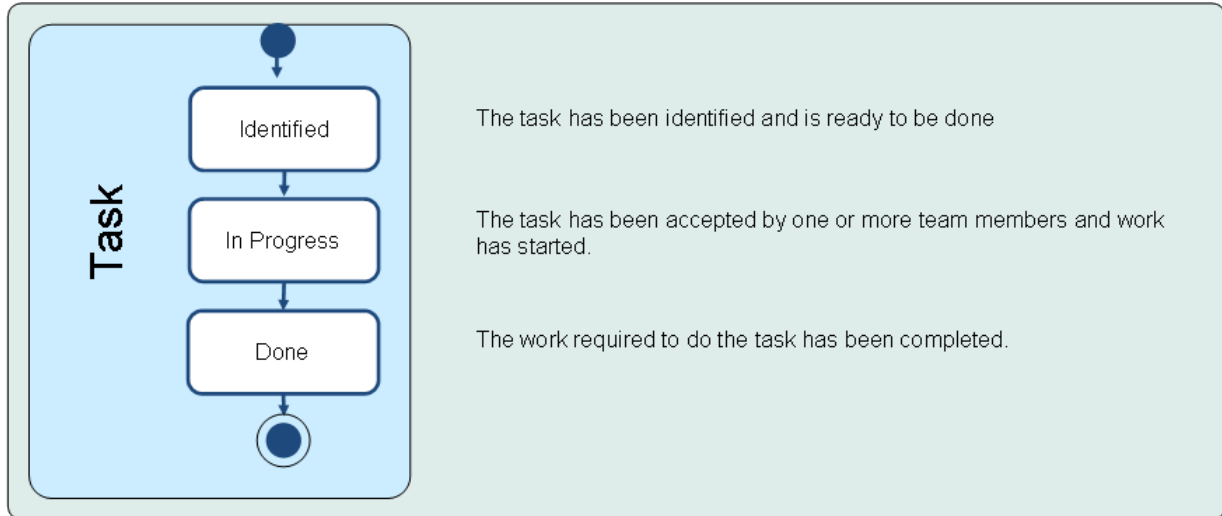 Task
Identified
The task has been identified and is ready to be done
In Progress
The task has been accepted by one or more team members and work
has started.
Done
The work required to do the task has been completed.